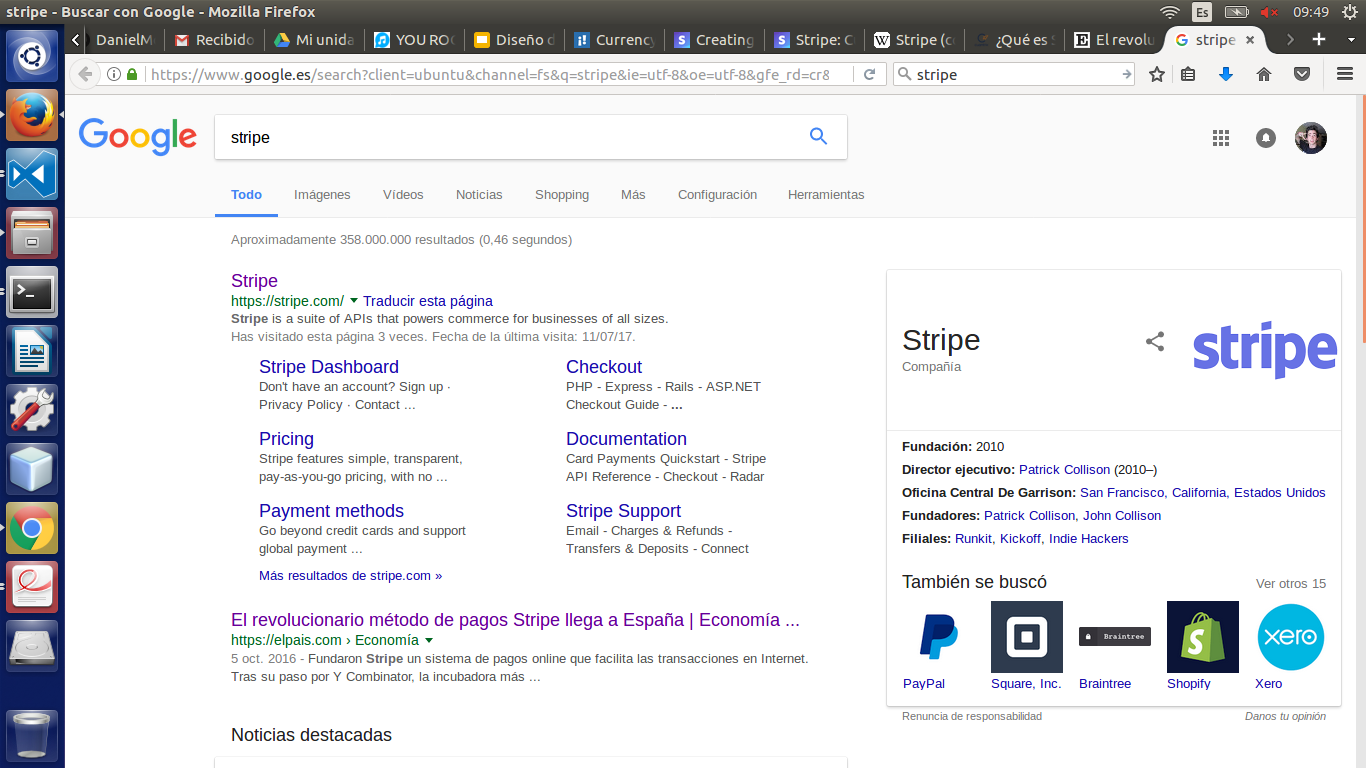 stripe - Buscar con Google - Mozilla Firefox
Es
09:49
DanielM
Recibido
Mi unida
YOU ROC
Diseño d
Currency
Creating
Stripe: C
Stripe (c
¿Qué es S
El revolu
stripe
https://www.google.es/search?client=ubuntu&channel=fs&q=stripe&ie=utf-8&oe=utf-8&gfe_rd=cr&
stripe
Google
stripe
Todo
Imágenes
Vídeos
Noticias
Shopping
Más
Configuración
Herramientas
Aproximadamente 358.000.000 resultados (0,46 segundos)
Stripe
https://stripe.com/ Traducir esta página
Stripe is a suite of APIs that powers commerce for businesses of all sizes.
Has visitado esta página 3 veces. Fecha de la última visita: 11/07/17.
Stripe Dashboard
Don't have an account? Sign up ·
Privacy Policy · Contact ...
Checkout
PHP - Express - Rails - ASP.NET
Checkout Guide - ...
Pricing
Stripe features simple, transparent,
pay-as-you-go pricing, with no ...
Documentation
Card Payments Quickstart - Stripe
API Reference - Checkout - Radar
Payment methods
Go beyond credit cards and support
global payment ...
Stripe Support
Email - Charges & Refunds -
Transfers & Deposits - Connect
Más resultados de stripe.com »
El revolucionario método de pagos Stripe llega a España | Economía ...
https://elpais.com › Economía
5 oct. 2016 - Fundaron Stripe un sistema de pagos online que facilita las transacciones en Internet.
Tras su paso por Y Combinator, la incubadora más ...
Noticias destacadas
Stripe
Compañía
stripe
Fundación: 2010
Director ejecutivo: Patrick Collison (2010–)
Oficina Central De Garrison: San Francisco, California, Estados Unidos
Fundadores: Patrick Collison, John Collison
Filiales: Runkit, Kickoff, Indie Hackers
También se buscó
Ver otros 15
Braintree
xero
PayPal
Square, Inc.
Braintree
Shopify
Xero
Renuncia de responsabilidad
Danos tu opinión